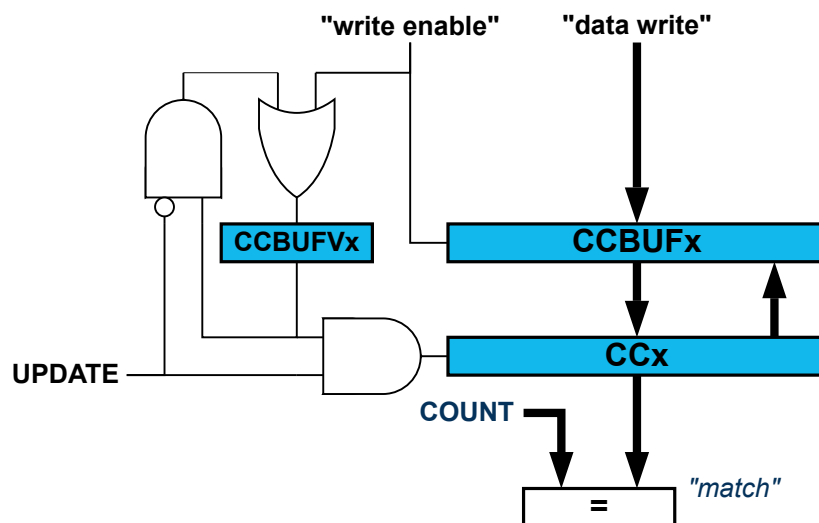 "write enable" "data write"
CCBUFVx CCBUFx
UPDATE CCx
COUNT
"match"
=